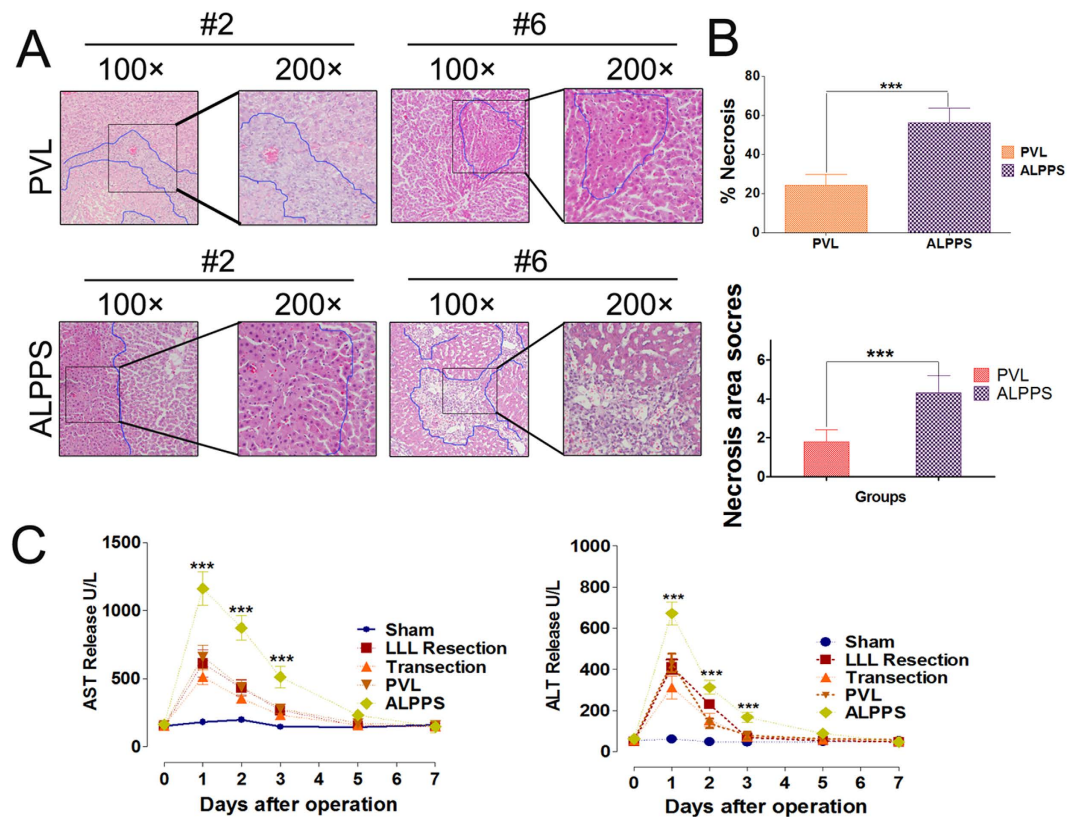 A
#2
#6
100×
200×
100×
200×
PVL
#2
#6
100×
200×
100×
200×
ALPPS
B
% Necrosis
80
60
40
20
0
***
PVL
ALPPS
PVL
ALPPS
Necrosis area socres
6
4
2
0
***
PVL
ALPPS
Groups
C
AST Release U/L
1500
1000
500
0
***
***
***
Sham
LLL Resection
Transection
PVL
ALPPS
0 1 2 3 4 5 6 7
Days after operation
ALT Release U/L
1000
800
600
400
200
0
***
***
***
Sham
LLL Resection
Transection
PVL
ALPPS
0 1 2 3 4 5 6 7
Days after operation